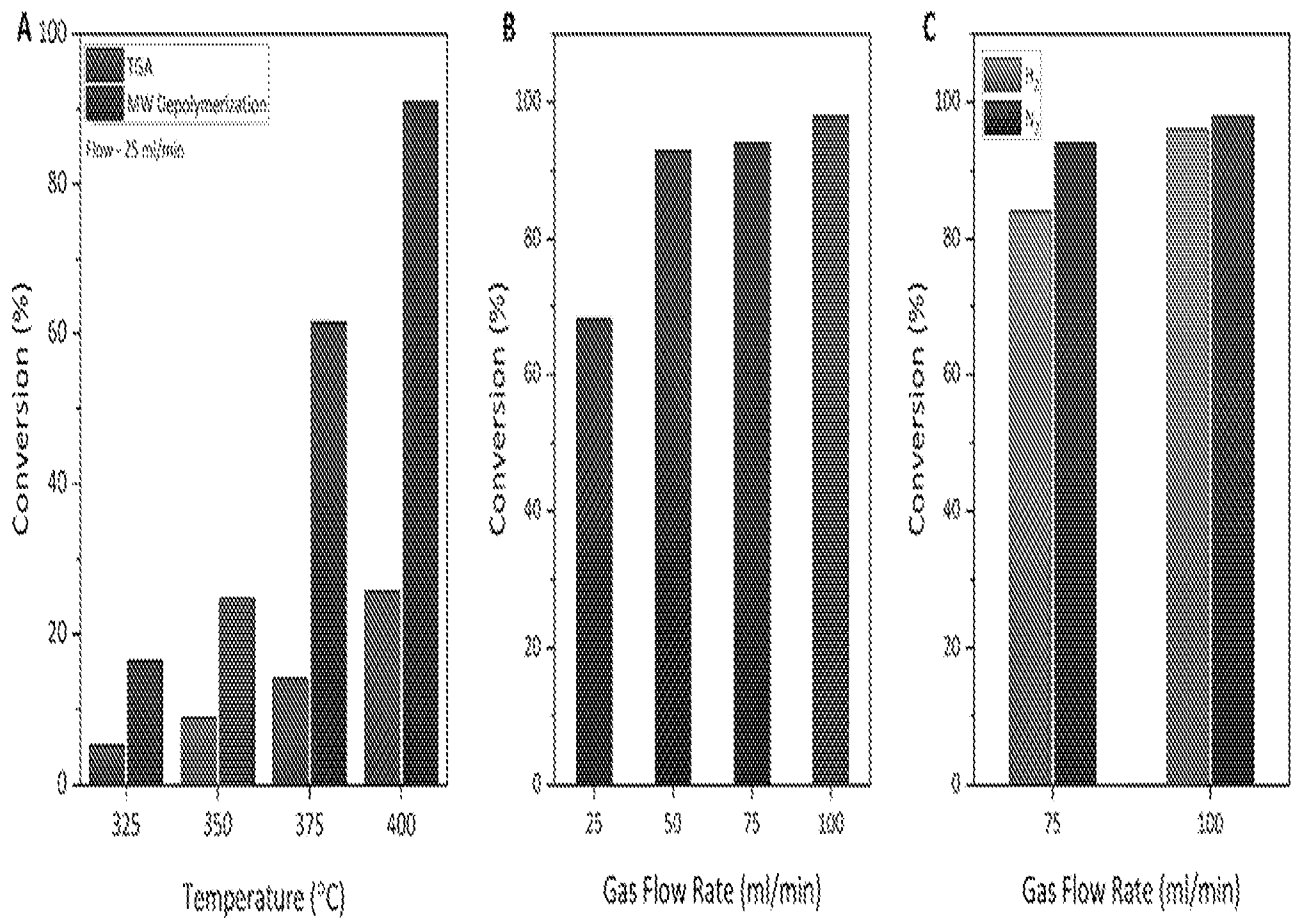 A
100
80
60
40
20
0
Conversion (%)
TGA
MW Depolymerization
Flow - 25 ml/min
325 350 375 400
Temperature (°C)
B
100
80
60
40
20
0
Conversion (%)
25 50 75 100
Gas Flow Rate (ml/min)
C
100
80
60
40
20
0
Conversion (%)
N₂
75 100
Gas Flow Rate (ml/min)